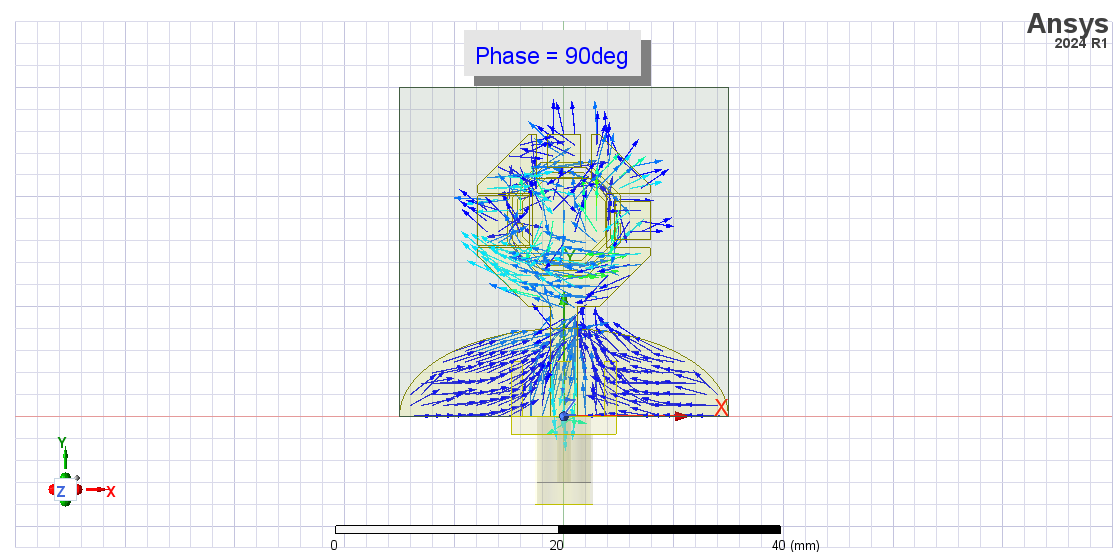 Ansys
2024 R1
Phase = 90deg
Y
X
Y
Z
X
0
20
40 (mm)